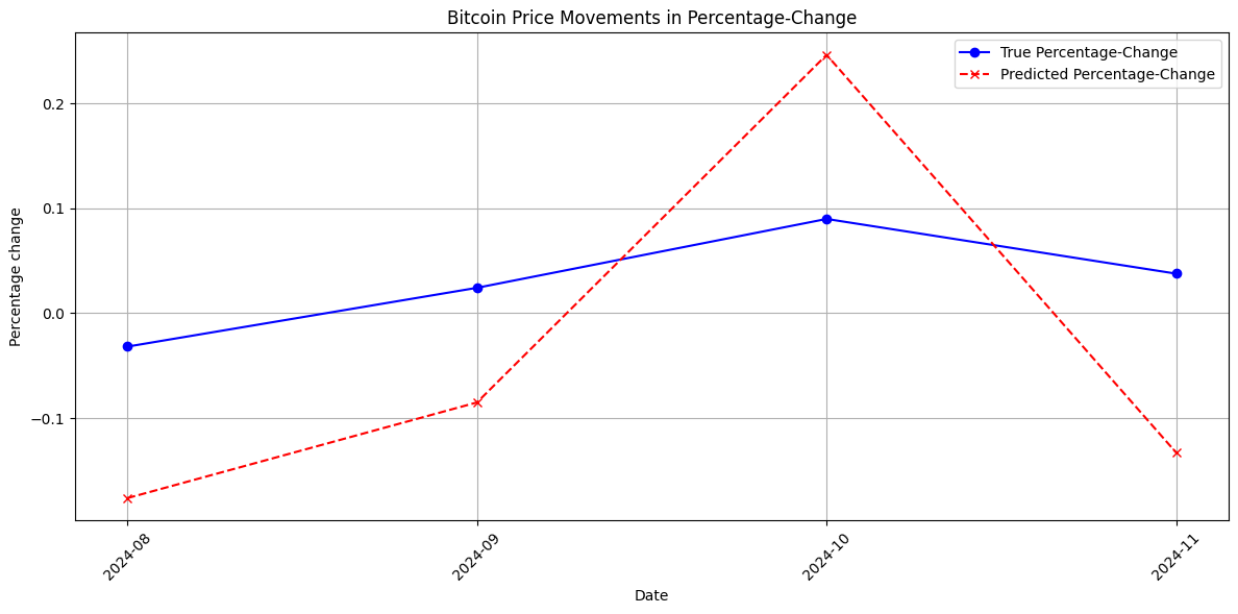 Bitcoin Price Movements in Percentage-Change
True Percentage-Change
Predicted Percentage-Change
Percentage change
0.2
0.1
0.0
−0.1
2024-08
2024-09
2024-10
2024-11
Date